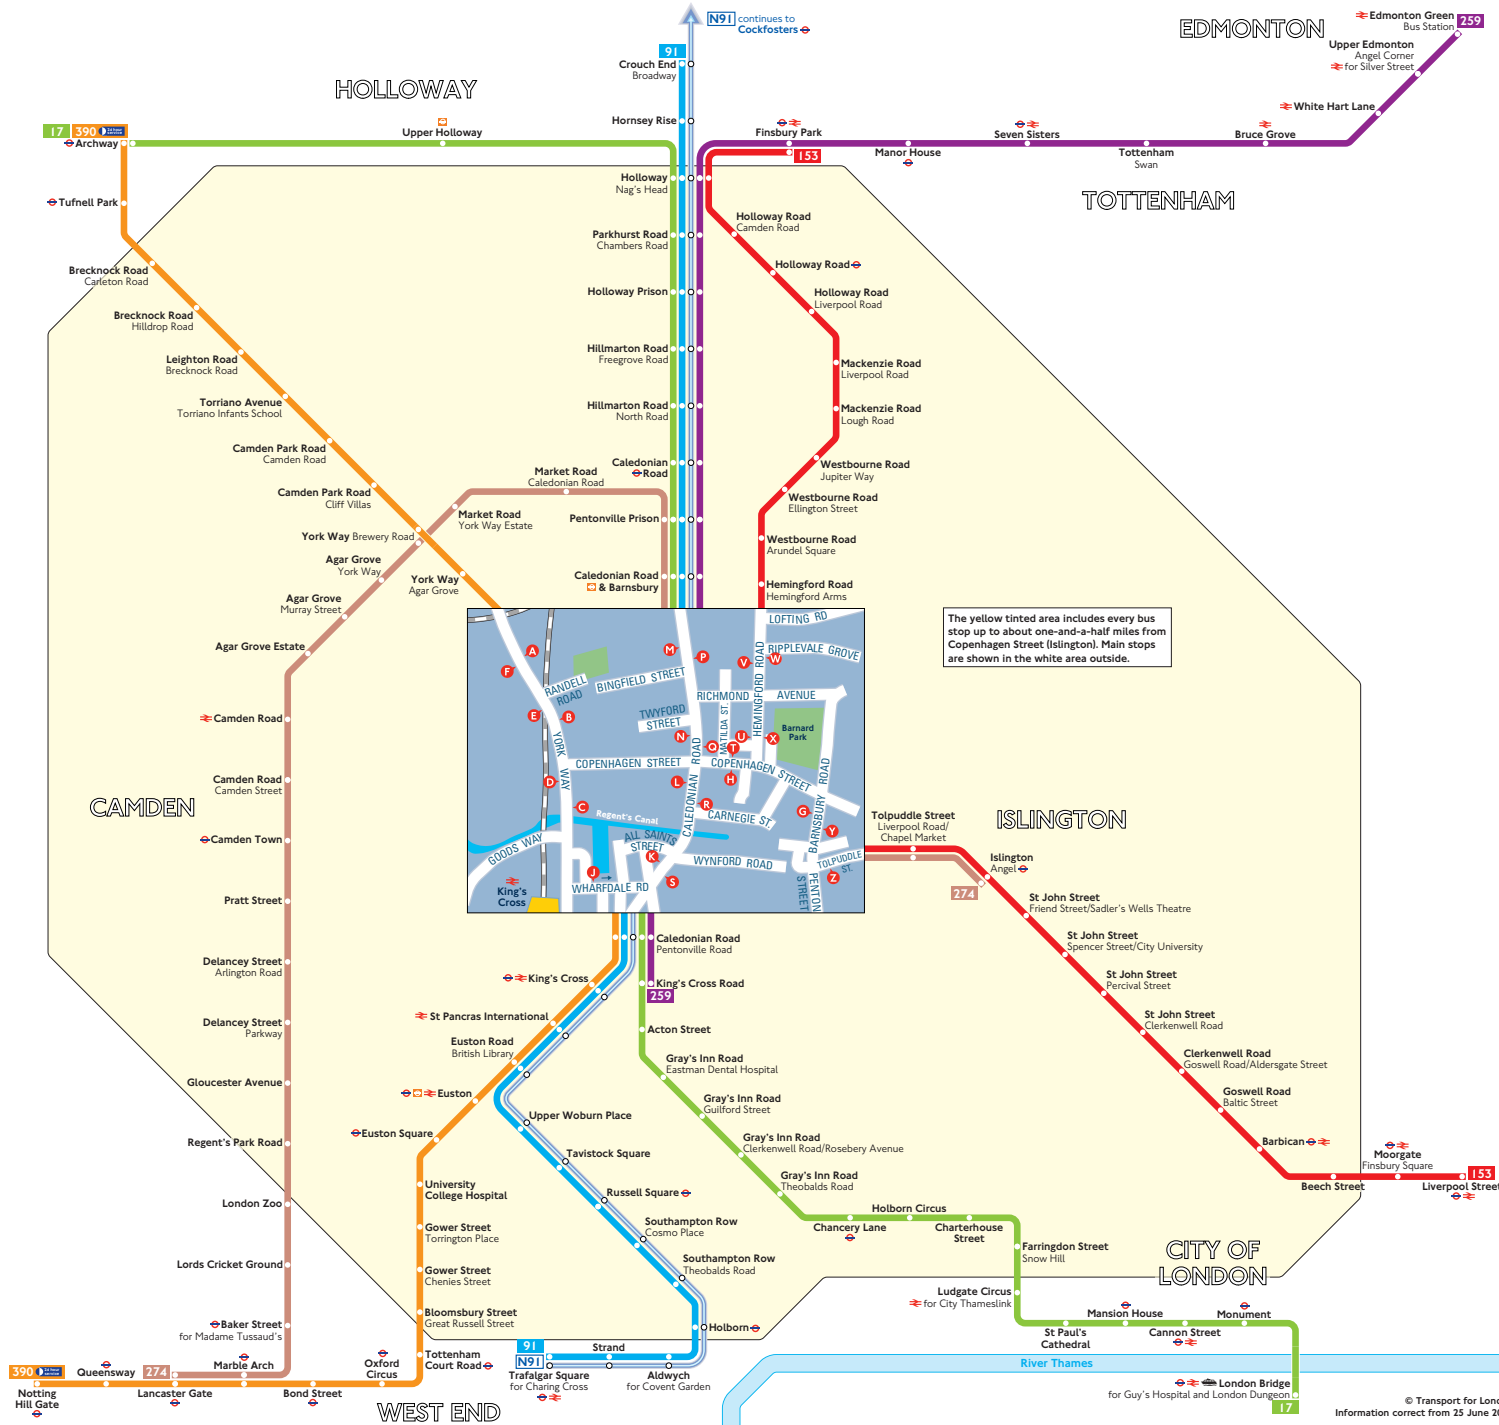 N91 continues to
Cockfosters
EDMONTON
Edmonton Green
Bus Station
259
Upper Edmonton
Angel Corner
for Silver Street
White Hart Lane
91
Crouch End
Broadway
HOLLOWAY
Hornsey Rise
17
390 24 hour
service
Archway
Upper Holloway
Finsbury Park
153
Manor House
Seven Sisters
Tottenham
Swan
Bruce Grove
TOTTENHAM
Tufnell Park
Holloway
Nag's Head
Parkhurst Road
Chambers Road
Holloway Prison
Hillmarton Road
Freegrove Road
Hillmarton Road
North Road
Caledonian
Road
Pentonville Prison
Caledonian Road
& Barnsbury
Holloway Road
Camden Road
Holloway Road
Holloway Road
Liverpool Road
Mackenzie Road
Liverpool Road
Mackenzie Road
Lough Road
Westbourne Road
Jupiter Way
Westbourne Road
Ellington Street
Westbourne Road
Arundel Square
Hemingford Road
Hemingford Arms
Brecknock Road
Carleton Road
Brecknock Road
Hilldrop Road
Leighton Road
Brecknock Road
Torriano Avenue
Torriano Infants School
Camden Park Road
Camden Road
Camden Park Road
Cliff Villas
York Way Brewery Road
York Way
Agar Grove
Market Road
Caledonian Road
Market Road
York Way Estate
Agar Grove
York Way
Agar Grove
Murray Street
Agar Grove Estate
Camden Road
Camden Road
Camden Street
CAMDEN
Camden Town
Pratt Street
Delancey Street
Arlington Road
Delancey Street
Parkway
Gloucester Avenue
Regent's Park Road
London Zoo
Lords Cricket Ground
Baker Street
for Madame Tussaud's
The yellow tinted area includes every bus
stop up to about one-and-a-half miles from
Copenhagen Street (Islington). Main stops
are shown in the white area outside.
LOFTING RD
RIPPLEVALE GROVE
HEMINGFORD ROAD
RANDELL
ROAD
BINGFIELD STREET
RICHMOND AVENUE
TWYFORD
STREET
MATILDA ST.
Barnard
Park
YORK WAY
COPENHAGEN STREET
COPENHAGEN STREET
CALEDONIAN ROAD
BARNSBURY ROAD
CARNEGIE ST.
Regent's Canal
GOODS WAY
ALL SAINTS
STREET
WYNFORD ROAD
TOLPUDDLE
ST.
WHARFDALE RD
PENTON
STREET
King's
Cross
A
F
M
P
V
W
E
B
N
Q
T
U
X
D
L
H
C
R
G
Y
K
J
S
Z
Tolpuddle Street
Liverpool Road/
Chapel Market
ISLINGTON
Islington
Angel
274
St John Street
Friend Street/Sadler's Wells Theatre
St John Street
Spencer Street/City University
St John Street
Percival Street
St John Street
Clerkenwell Road
Clerkenwell Road
Goswell Road/Aldersgate Street
Goswell Road
Baltic Street
Barbican
Beech Street
Moorgate
Finsbury Square
153
Liverpool Street
Caledonian Road
Pentonville Road
King's Cross
King's Cross Road
259
St Pancras International
Acton Street
Euston Road
British Library
Gray's Inn Road
Eastman Dental Hospital
Euston
Gray's Inn Road
Guilford Street
Euston Square
Gray's Inn Road
Clerkenwell Road/Rosebery Avenue
Gray's Inn Road
Theobalds Road
Upper Woburn Place
Tavistock Square
Russell Square
Southampton Row
Cosmo Place
Southampton Row
Theobalds Road
Holborn
University
College Hospital
Gower Street
Torrington Place
Gower Street
Chenies Street
Bloomsbury Street
Great Russell Street
Tottenham
Court Road
Chancery Lane
Holborn Circus
Charterhouse
Street
Farringdon Street
Snow Hill
CITY OF
LONDON
Ludgate Circus
for City Thameslink
St Paul's
Cathedral
Mansion House
Cannon Street
Monument
River Thames
London Bridge
for Guy's Hospital and London Dungeon
17
91
N91
Trafalgar Square
for Charing Cross
Strand
Aldwych
for Covent Garden
390 24 hour
service
Notting
Hill Gate
Queensway
274
Lancaster Gate
Marble Arch
Bond Street
Oxford
Circus
WEST END
© Transport for Lond
Information correct from 25 June 20